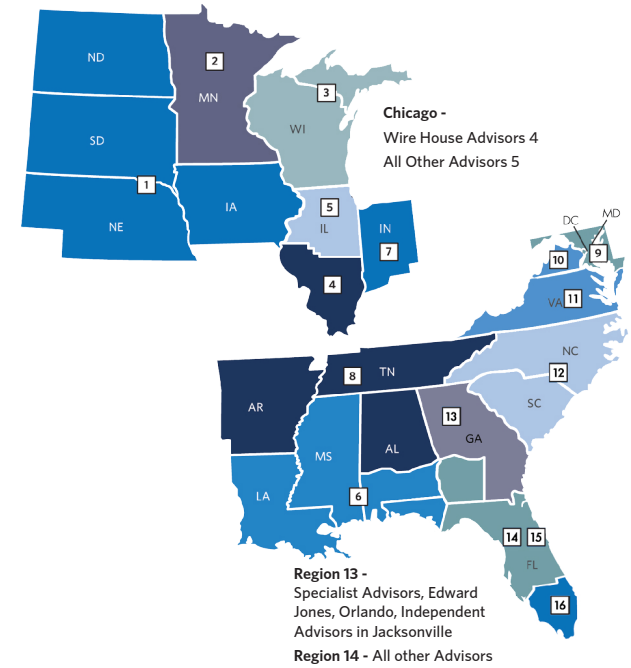 ND
2
MN
3
WI
Chicago -
Wire House Advisors 4
All Other Advisors 5
SD
1
NE
IA
5
IL
IN
7
4
DC
MD
9
10
VA
11
NC
12
SC
8
TN
AR
13
GA
AL
MS
LA
6
14
15
FL
16
Region 13 -
Specialist Advisors, Edward
Jones, Orlando, Independent
Advisors in Jacksonville
Region 14 - All other Advisors